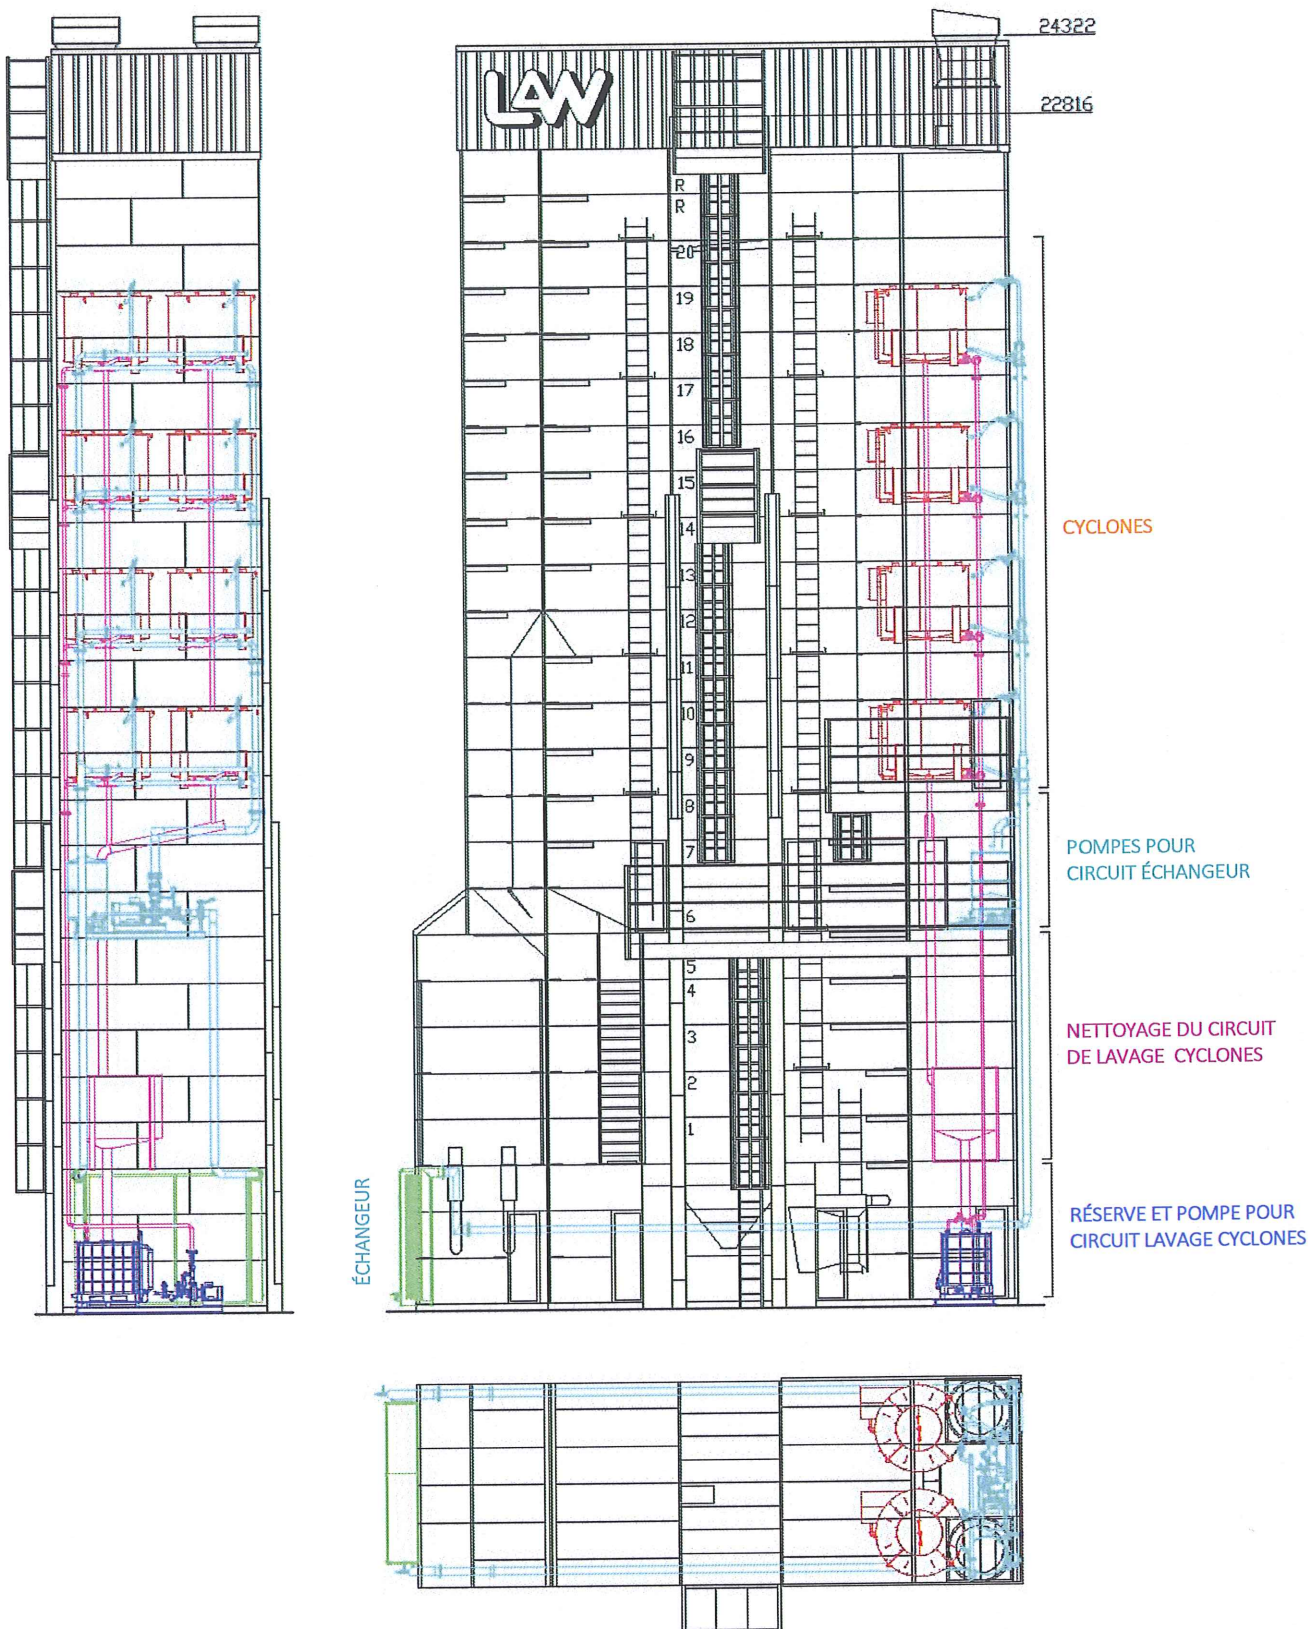 24322
LAW
22816
R
R
20
19
18
17
16
15
14
13
12
11
10
9
8
7
6
5
4
3
2
1
CYCLONES
POMPES POUR
CIRCUIT ÉCHANGEUR
NETTOYAGE DU CIRCUIT
DE LAVAGE CYCLONES
ÉCHANGEUR
RÉSERVE ET POMPE POUR
CIRCUIT LAVAGE CYCLONES